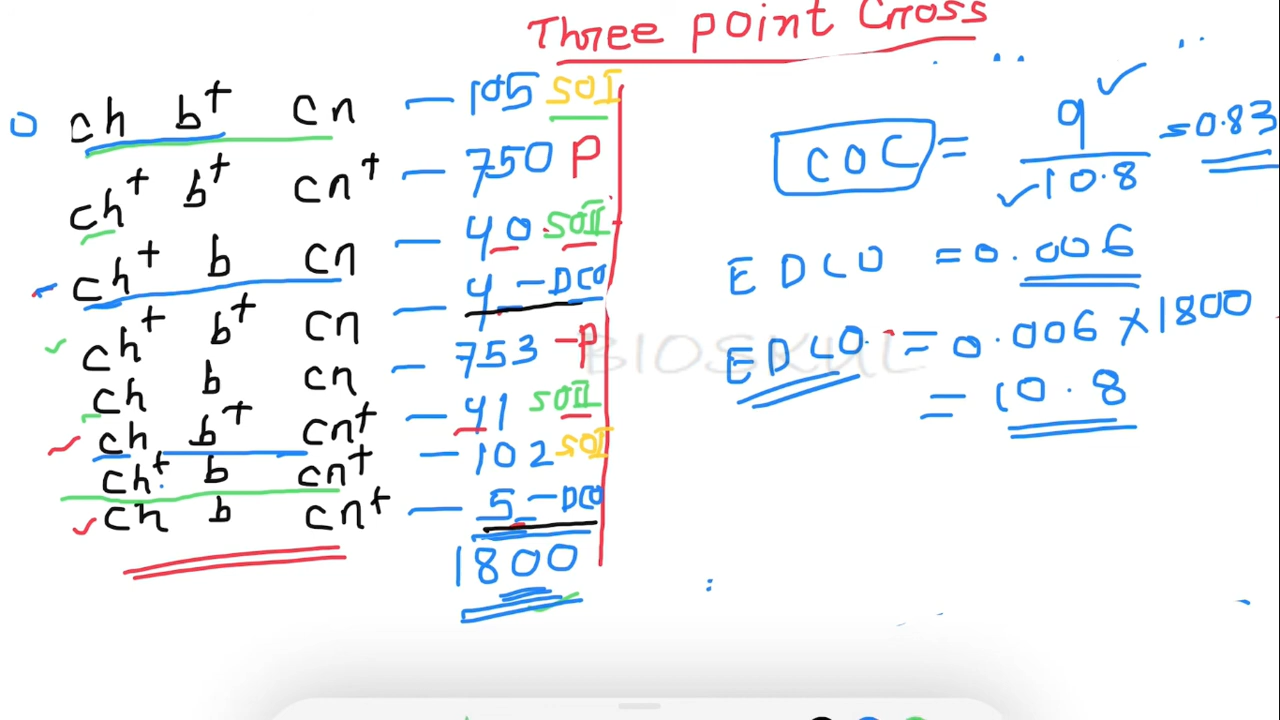 Three point Cross
ch b+ cn — 105 SOI
ch+ b+ cn+ — 750 P
ch+ b cn — 40 SOII
ch+ b+ cn — 4 — DCO
ch b cn — 753 - P
ch b+ cn+ — 41 SOII
ch+ b cn+ — 102 SOI
ch b cn+ — 5 — DCO
1800
COC = 9 / 10.8 = 0.83
EDCO = 0.006
EDCO = 0.006 × 1800
= 10.8
BIOSKUL